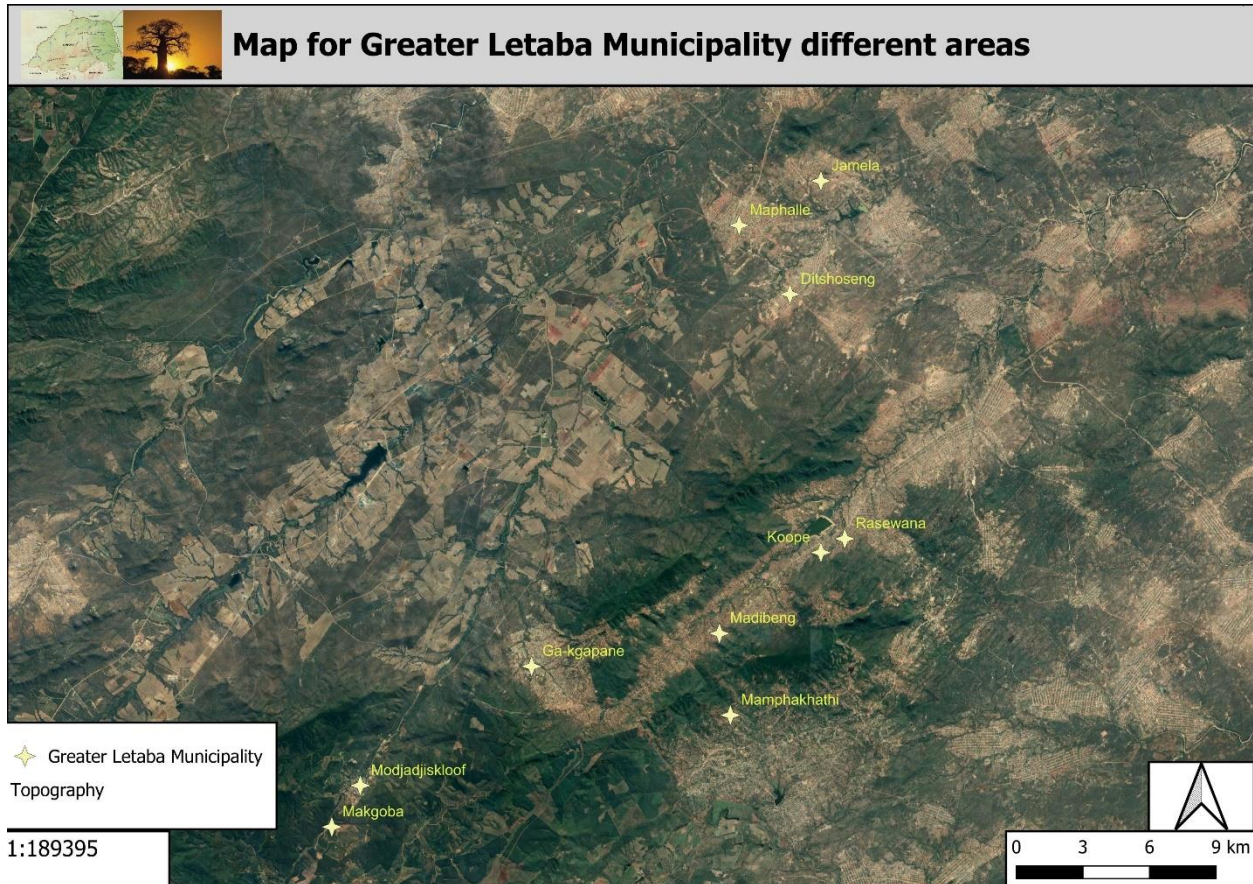 Map for Greater Letaba Municipality different areas
Jamela
Maphalle
Ditshoseng
Rasewana
Koope
Madibeng
Ga-kgapane
Mamphakhathi
Modjadjiskloof
Makgoba
Greater Letaba Municipality
Topography
1:189395
0 3 6 9 km